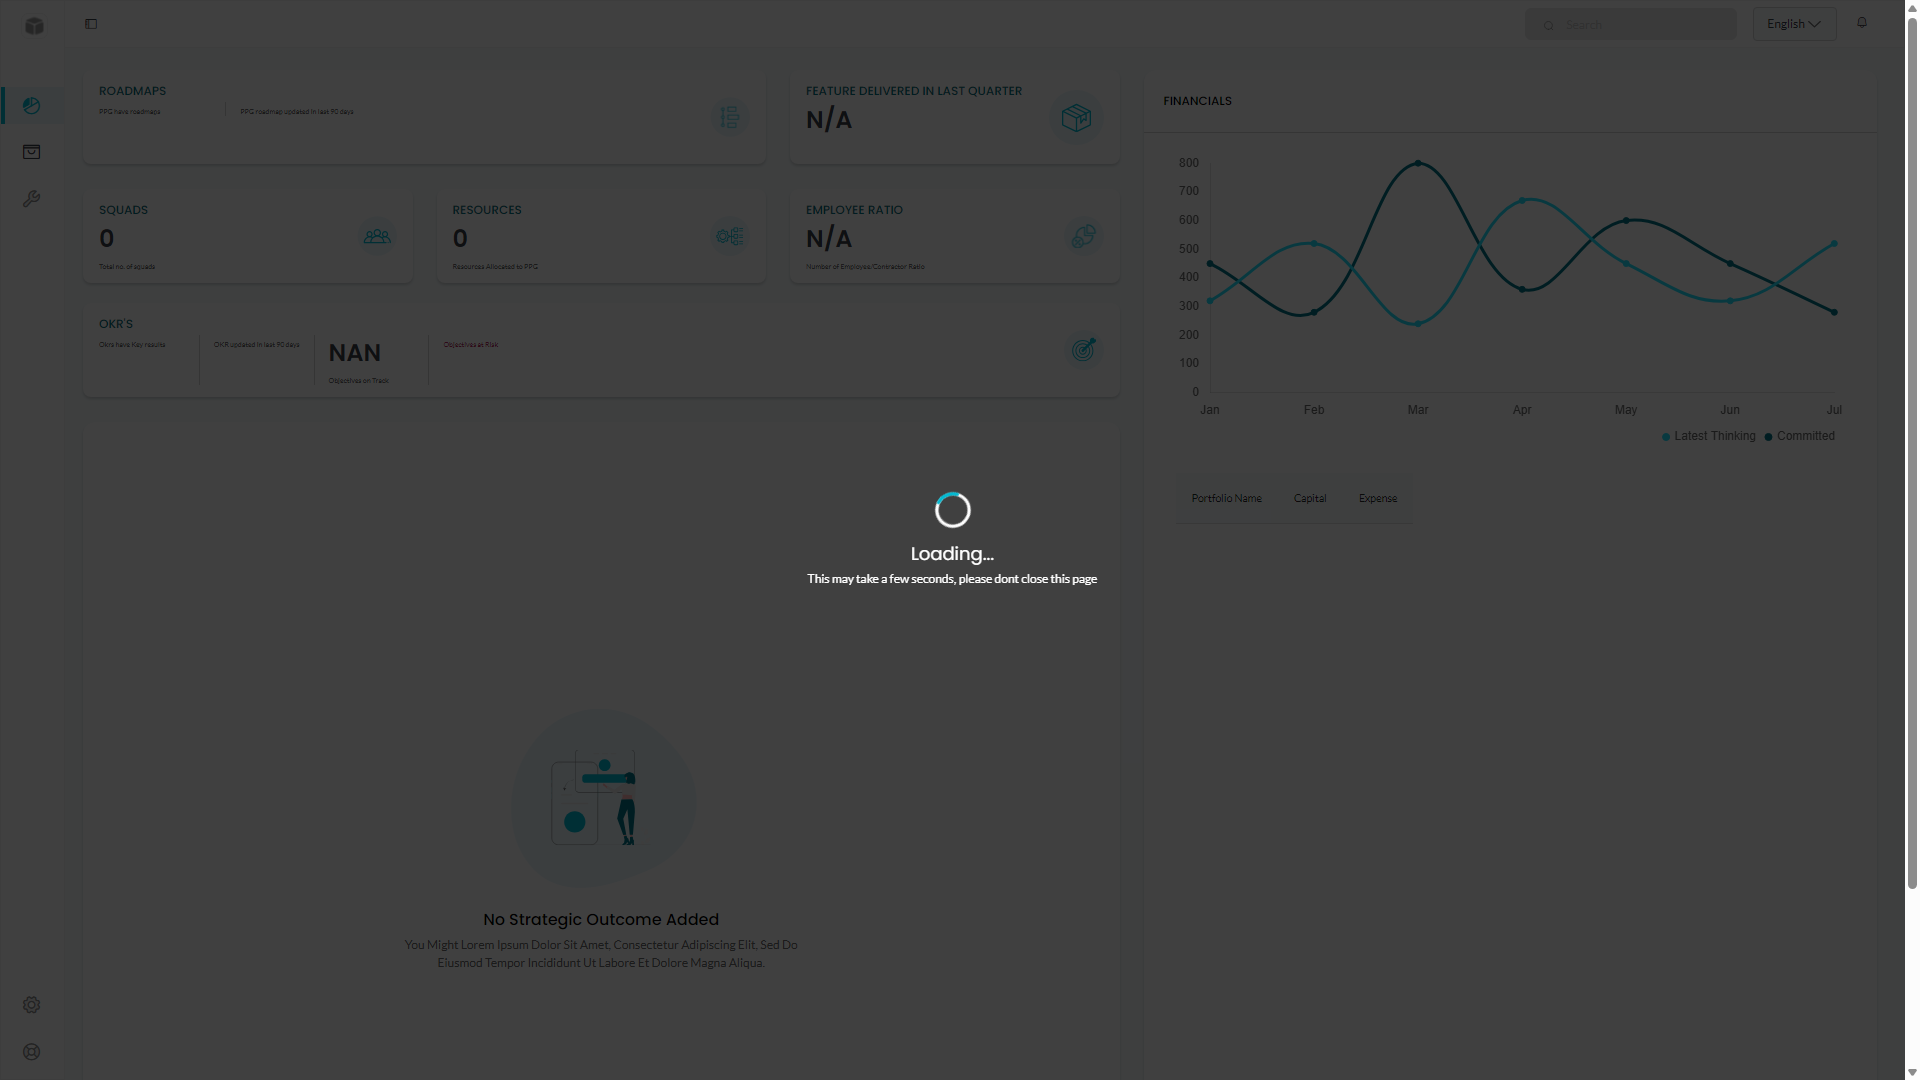 Search
English
ROADMAPS
PPG have roadmaps
PPG roadmap updated in last 90 days
FEATURE DELIVERED IN LAST QUARTER
N/A
SQUADS
0
Total no. of squads
RESOURCES
0
Resources Allocated to PPG
EMPLOYEE RATIO
N/A
Number of Employee/Contractor Ratio
OKR'S
Okrs have Key results
OKR updated in last 90 days
NAN
Objectives on Track
Objectives at Risk
FINANCIALS
800
700
600
500
400
300
200
100
0
Jan Feb Mar Apr May Jun Jul
Latest Thinking Committed
Portfolio Name Capital Expense
Loading...
This may take a few seconds, please dont close this page
No Strategic Outcome Added
You Might Lorem Ipsum Dolor Sit Amet, Consectetur Adipiscing Elit, Sed Do
Eiusmod Tempor Incididunt Ut Labore Et Dolore Magna Aliqua.